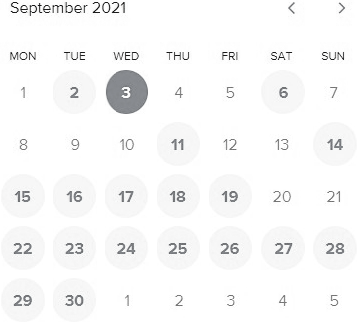 September 2021
MON TUE WED THU FRI SAT SUN
1 2 3 4 5 6 7
8 9 10 11 12 13 14
15 16 17 18 19 20 21
22 23 24 25 26 27 28
29 30 1 2 3 4 5